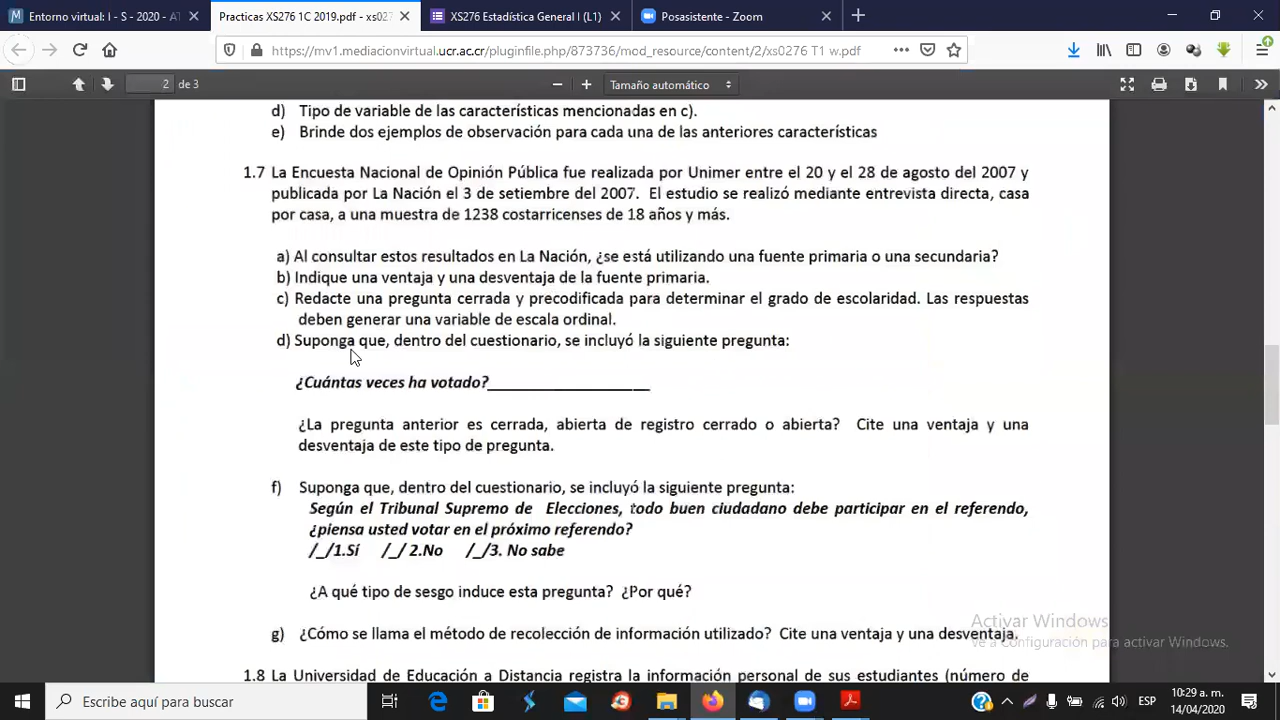 Entorno virtual: I - S - 2020 - AT
Practicas XS276 1C 2019.pdf - xs027
XS276 Estadística General I (L1)
Posasistente - Zoom
https://mv1.mediacionvirtual.ucr.ac.cr/pluginfile.php/873736/mod_resource/content/2/xs0276 T1 w.pdf
2 de 3
Tamaño automático
d) Tipo de variable de las características mencionadas en c).
e) Brinde dos ejemplos de observación para cada una de las anteriores características
1.7 La Encuesta Nacional de Opinión Pública fue realizada por Unimer entre el 20 y el 28 de agosto del 2007 y
publicada por La Nación el 3 de setiembre del 2007. El estudio se realizó mediante entrevista directa, casa
por casa, a una muestra de 1238 costarricenses de 18 años y más.
a) Al consultar estos resultados en La Nación, ¿se está utilizando una fuente primaria o una secundaria?
b) Indique una ventaja y una desventaja de la fuente primaria.
c) Redacte una pregunta cerrada y precodificada para determinar el grado de escolaridad. Las respuestas
deben generar una variable de escala ordinal.
d) Suponga que, dentro del cuestionario, se incluyó la siguiente pregunta:
¿Cuántas veces ha votado?____________________
¿La pregunta anterior es cerrada, abierta de registro cerrado o abierta? Cite una ventaja y una
desventaja de este tipo de pregunta.
f) Suponga que, dentro del cuestionario, se incluyó la siguiente pregunta:
Según el Tribunal Supremo de Elecciones, todo buen ciudadano debe participar en el referendo,
¿piensa usted votar en el próximo referendo?
/_/1.Sí /_/ 2.No /_/3. No sabe
¿A qué tipo de sesgo induce esta pregunta? ¿Por qué?
g) ¿Cómo se llama el método de recolección de información utilizado? Cite una ventaja y una desventaja.
1.8 La Universidad de Educación a Distancia registra la información personal de sus estudiantes (número de
Activar Windows
Ve a Configuración para activar Windows.
Escribe aquí para buscar
ESP
10:29 a. m.
14/04/2020